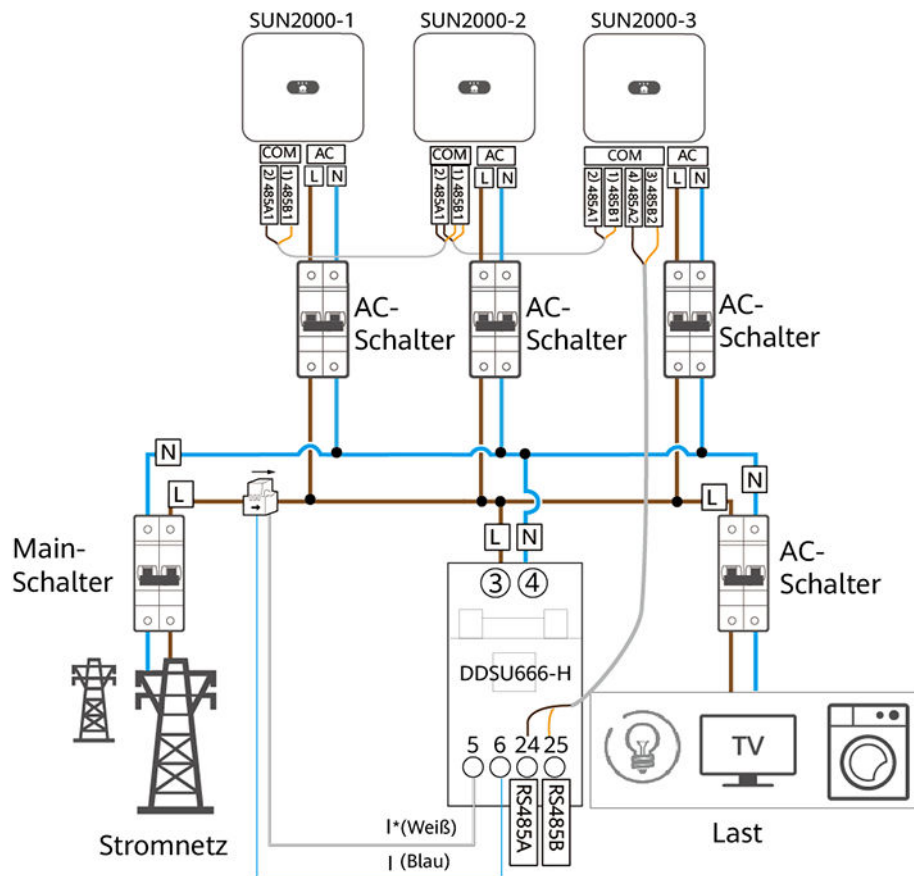 SUN2000-1
SUN2000-2
SUN2000-3
COM
AC
COM
AC
COM
AC
L
N
L
N
L
N
2) 485A1
1) 485B1
2) 485A1
1) 485B1
2) 485A1
1) 485B1
4) 485A2
3) 485B2
AC-
Schalter
AC-
Schalter
AC-
Schalter
N
L
L
N
Main-
Schalter
L
N
3
4
AC-
Schalter
DDSU666-H
5
6
24
25
RS485A
RS485B
TV
I*(Weiß)
I (Blau)
Stromnetz
Last